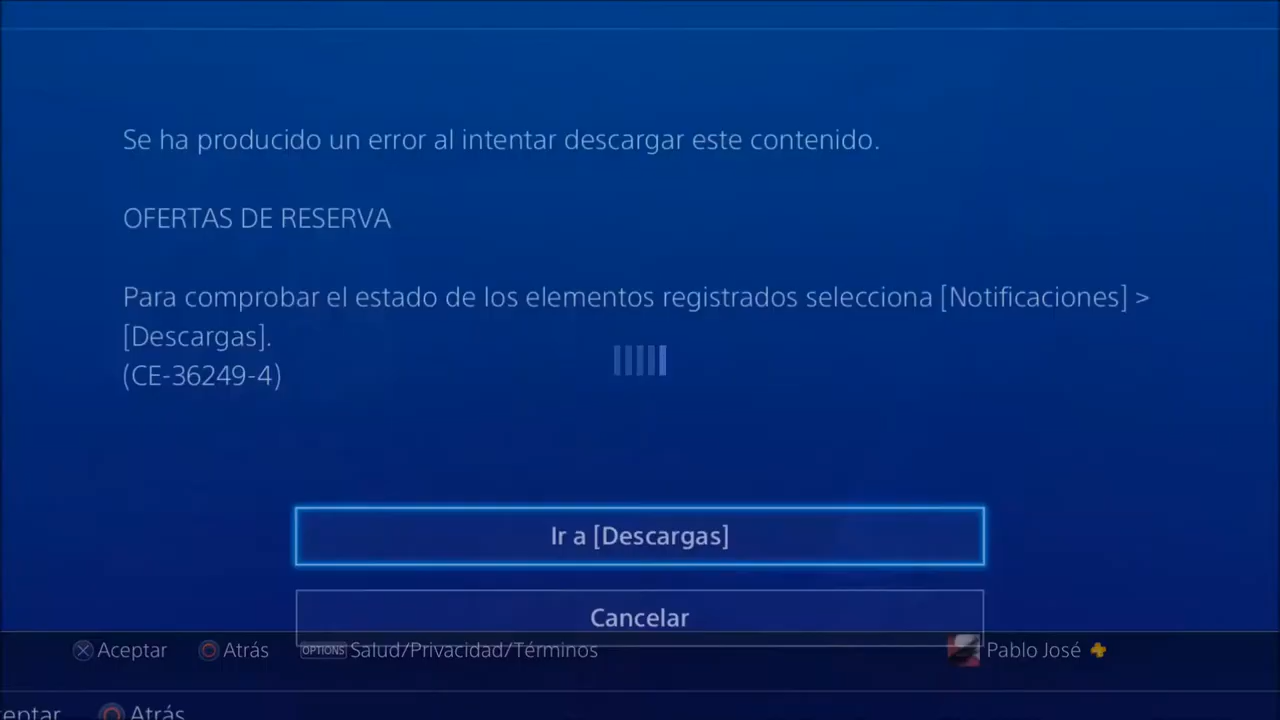 Se ha producido un error al intentar descargar este contenido.
OFERTAS DE RESERVA
Para comprobar el estado de los elementos registrados selecciona [Notificaciones] >
[Descargas].
(CE-36249-4)
Ir a [Descargas]
Cancelar
Aceptar Atrás OPTIONS Salud/Privacidad/Términos Pablo José
eptar Atrás